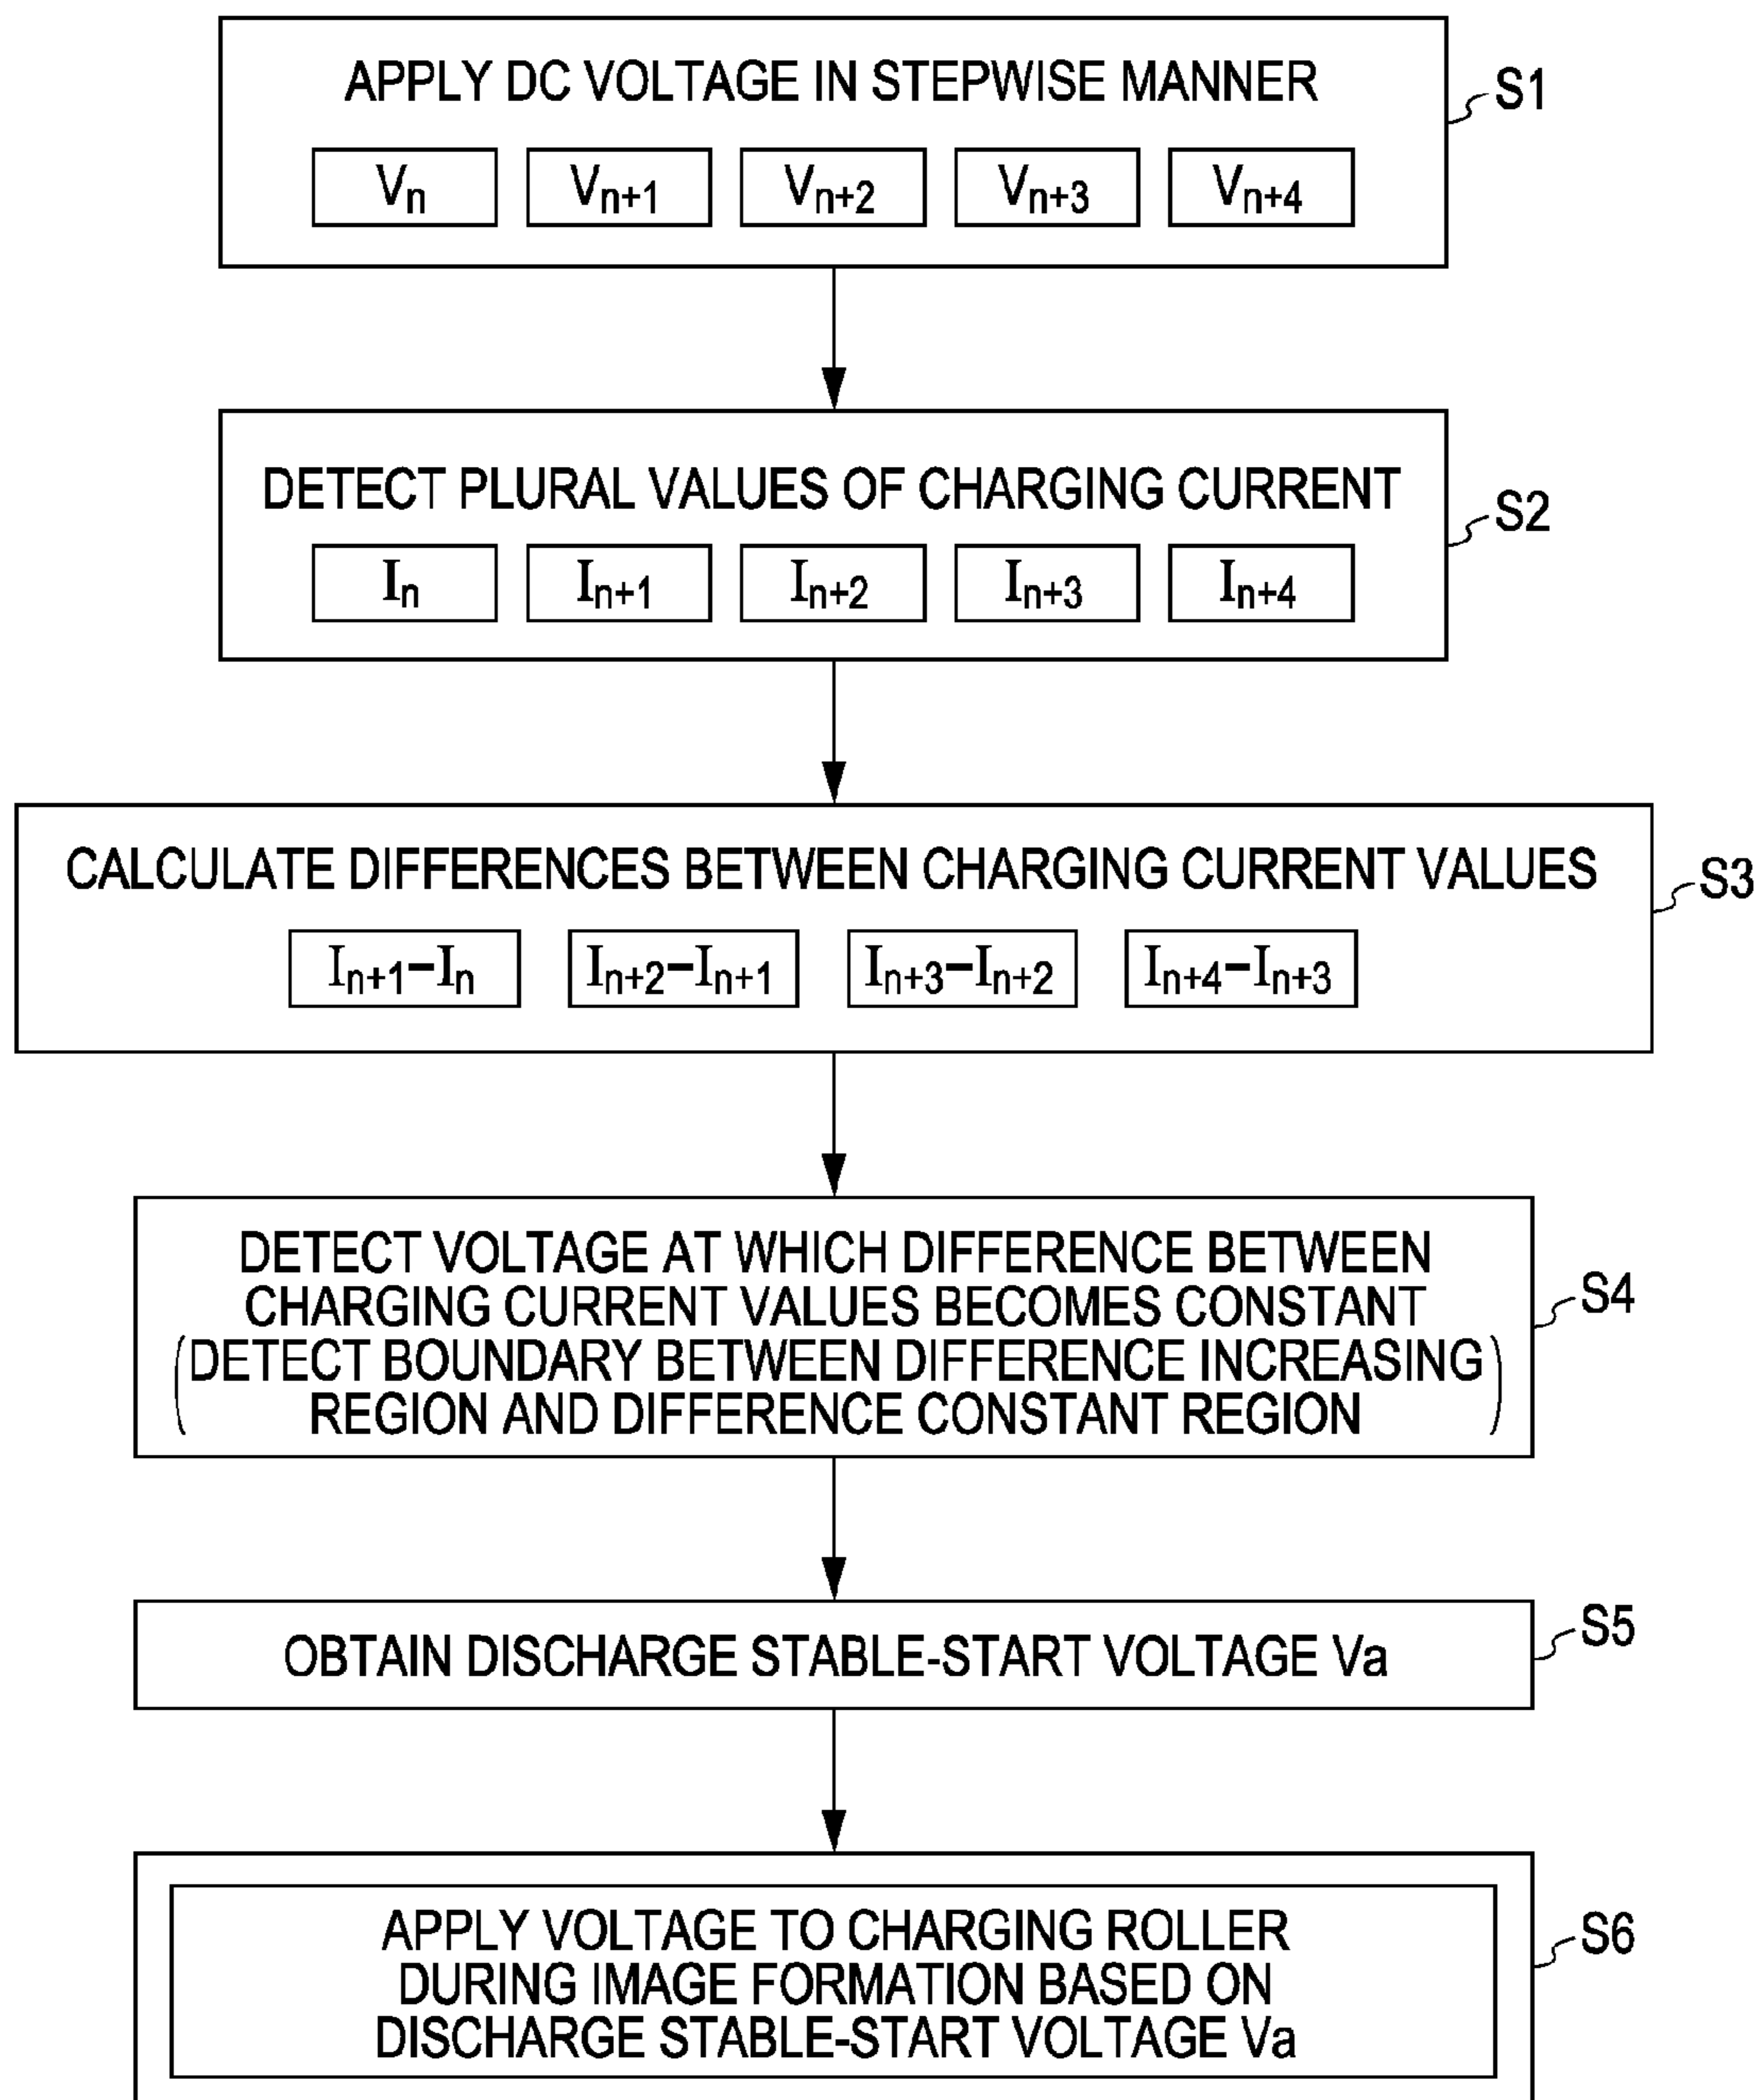 APPLY DC VOLTAGE IN STEPWISE MANNER
S1
Vn Vn+1 Vn+2 Vn+3 Vn+4
DETECT PLURAL VALUES OF CHARGING CURRENT
S2
In In+1 In+2 In+3 In+4
CALCULATE DIFFERENCES BETWEEN CHARGING CURRENT VALUES
S3
In+1−In In+2−In+1 In+3−In+2 In+4−In+3
DETECT VOLTAGE AT WHICH DIFFERENCE BETWEEN
CHARGING CURRENT VALUES BECOMES CONSTANT
S4
(DETECT BOUNDARY BETWEEN DIFFERENCE INCREASING
REGION AND DIFFERENCE CONSTANT REGION)
OBTAIN DISCHARGE STABLE-START VOLTAGE Va
S5
APPLY VOLTAGE TO CHARGING ROLLER
S6
DURING IMAGE FORMATION BASED ON
DISCHARGE STABLE-START VOLTAGE Va